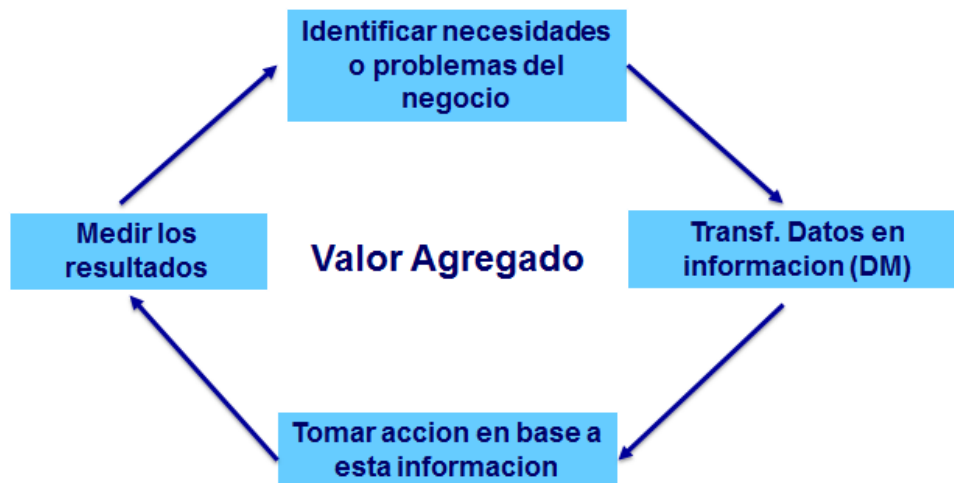 Identificar necesidades
o problemas del
negocio
Medir los
resultados
Valor Agregado
Transf. Datos en
informacion (DM)
Tomar accion en base a
esta informacion